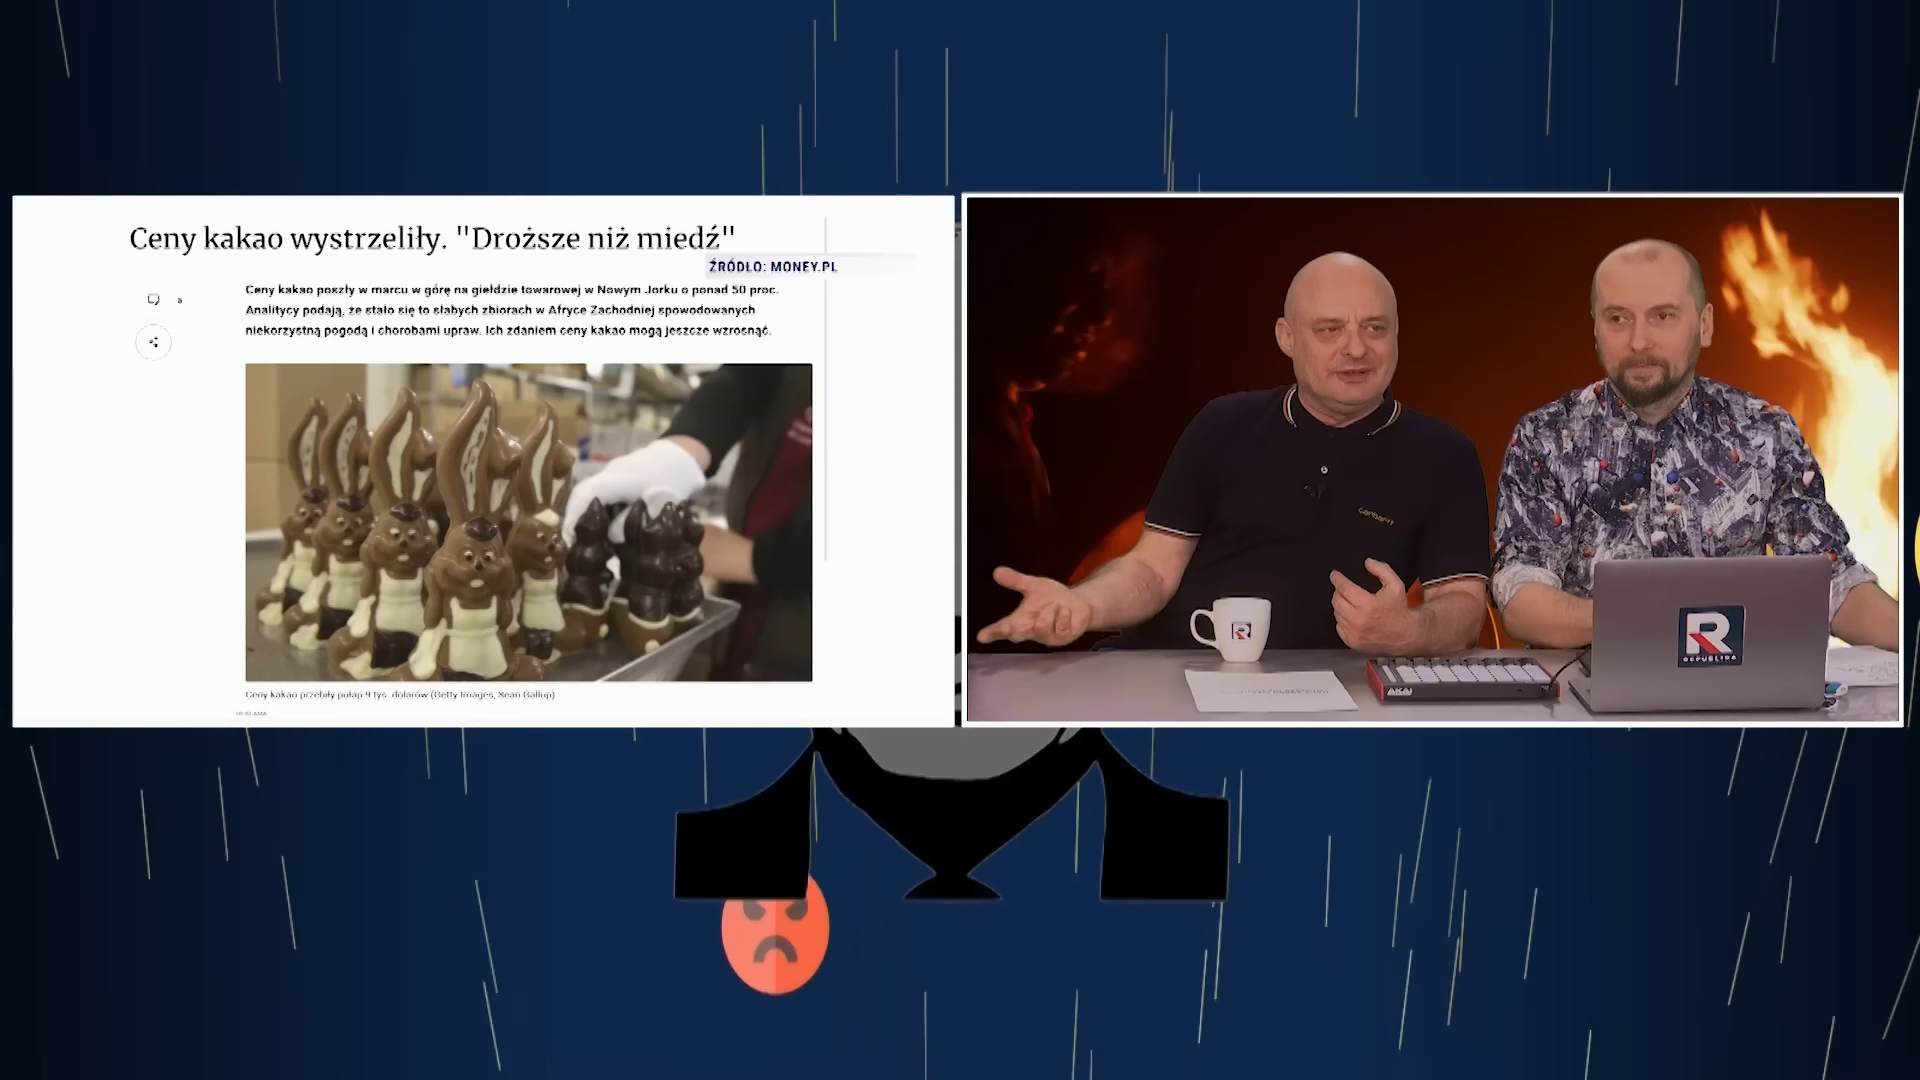 Ceny kakao wystrzeliły. "Droższe niż miedź"
ŹRÓDŁO: MONEY.PL
8
Ceny kakao poszły w marcu w górę na giełdzie towarowej w Nowym Jorku o ponad 50 proc.
Analitycy podają, że stało się to słabych zbiorach w Afryce Zachodniej spowodowanych
niekorzystną pogodą i chorobami upraw. Ich zdaniem ceny kakao mogą jeszcze wzrosnąć.
Ceny kakao przebiły pułap 9 tys. dolarów (Getty Images, Sean Gallup)
REKLAMA
carhartt
R
R
REPUBLIKA
AKAI